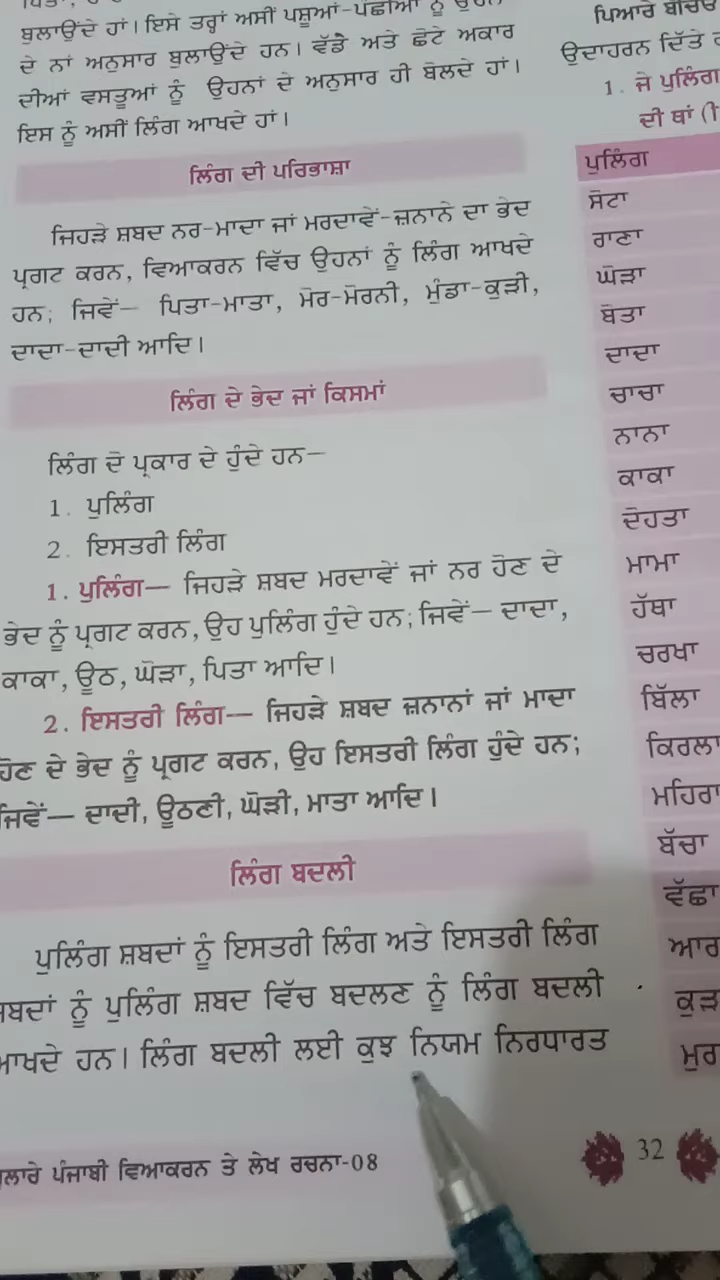 ਬੁਲਾਉਂਦੇ ਹਾਂ। ਇਸੇ ਤਰ੍ਹਾਂ ਅਸੀਂ ਪਸ਼ੂਆਂ-ਪੰਛੀਆਂ ਨੂੰ ਉਹਨਾਂ
ਦੇ ਨਾਂ ਅਨੁਸਾਰ ਬੁਲਾਉਂਦੇ ਹਨ। ਵੱਡੇ ਅਤੇ ਛੋਟੇ ਅਕਾਰ
ਦੀਆਂ ਵਸਤੂਆਂ ਨੂੰ ਉਹਨਾਂ ਦੇ ਅਨੁਸਾਰ ਹੀ ਬੋਲਦੇ ਹਾਂ।
ਇਸ ਨੂੰ ਅਸੀਂ ਲਿੰਗ ਆਖਦੇ ਹਾਂ।
ਲਿੰਗ ਦੀ ਪਰਿਭਾਸ਼ਾ
ਜਿਹੜੇ ਸ਼ਬਦ ਨਰ-ਮਾਦਾ ਜਾਂ ਮਰਦਾਵੇਂ-ਜ਼ਨਾਨੇ ਦਾ ਭੇਦ
ਪ੍ਰਗਟ ਕਰਨ, ਵਿਆਕਰਨ ਵਿੱਚ ਉਹਨਾਂ ਨੂੰ ਲਿੰਗ ਆਖਦੇ
ਹਨ; ਜਿਵੇਂ— ਪਿਤਾ-ਮਾਤਾ, ਮੋਰ-ਮੋਰਨੀ, ਮੁੰਡਾ-ਕੁੜੀ,
ਦਾਦਾ-ਦਾਦੀ ਆਦਿ।
ਲਿੰਗ ਦੇ ਭੇਦ ਜਾਂ ਕਿਸਮਾਂ
ਲਿੰਗ ਦੋ ਪ੍ਰਕਾਰ ਦੇ ਹੁੰਦੇ ਹਨ—
1. ਪੁਲਿੰਗ
2. ਇਸਤਰੀ ਲਿੰਗ
1. ਪੁਲਿੰਗ— ਜਿਹੜੇ ਸ਼ਬਦ ਮਰਦਾਵੇਂ ਜਾਂ ਨਰ ਹੋਣ ਦੇ
ਭੇਦ ਨੂੰ ਪ੍ਰਗਟ ਕਰਨ, ਉਹ ਪੁਲਿੰਗ ਹੁੰਦੇ ਹਨ; ਜਿਵੇਂ— ਦਾਦਾ,
ਕਾਕਾ, ਊਠ, ਘੋੜਾ, ਪਿਤਾ ਆਦਿ।
2. ਇਸਤਰੀ ਲਿੰਗ— ਜਿਹੜੇ ਸ਼ਬਦ ਜ਼ਨਾਨਾਂ ਜਾਂ ਮਾਦਾ
ਹੋਣ ਦੇ ਭੇਦ ਨੂੰ ਪ੍ਰਗਟ ਕਰਨ, ਉਹ ਇਸਤਰੀ ਲਿੰਗ ਹੁੰਦੇ ਹਨ;
ਜਿਵੇਂ— ਦਾਦੀ, ਊਠਣੀ, ਘੋੜੀ, ਮਾਤਾ ਆਦਿ।
ਲਿੰਗ ਬਦਲੀ
ਪੁਲਿੰਗ ਸ਼ਬਦਾਂ ਨੂੰ ਇਸਤਰੀ ਲਿੰਗ ਅਤੇ ਇਸਤਰੀ ਲਿੰਗ
ਸ਼ਬਦਾਂ ਨੂੰ ਪੁਲਿੰਗ ਸ਼ਬਦ ਵਿੱਚ ਬਦਲਣ ਨੂੰ ਲਿੰਗ ਬਦਲੀ
ਆਖਦੇ ਹਨ। ਲਿੰਗ ਬਦਲੀ ਲਈ ਕੁਝ ਨਿਯਮ ਨਿਰਧਾਰਤ
ਪੰਜਾਬੀ ਵਿਆਕਰਨ ਤੇ ਲੇਖ ਰਚਨਾ-08
32
ਪਿਆਰੇ ਬੱਚਿਓ
ਉਦਾਹਰਨ ਦਿੱਤੇ
1. ਜੇ ਪੁਲਿੰਗ
ਦੀ ਥਾਂ
ਪੁਲਿੰਗ
ਸੋਟਾ
ਰਾਣਾ
ਘੋੜਾ
ਬੋਤਾ
ਦਾਦਾ
ਚਾਚਾ
ਨਾਨਾ
ਕਾਕਾ
ਦੋਹਤਾ
ਮਾਮਾ
ਹੱਥਾ
ਚਰਖਾ
ਬਿੱਲਾ
ਕਿਰਲਾ
ਮਹਿਰਾ
ਬੱਚਾ
ਵੱਛਾ
ਆਰ
ਕੁੜ
ਮੁਰ